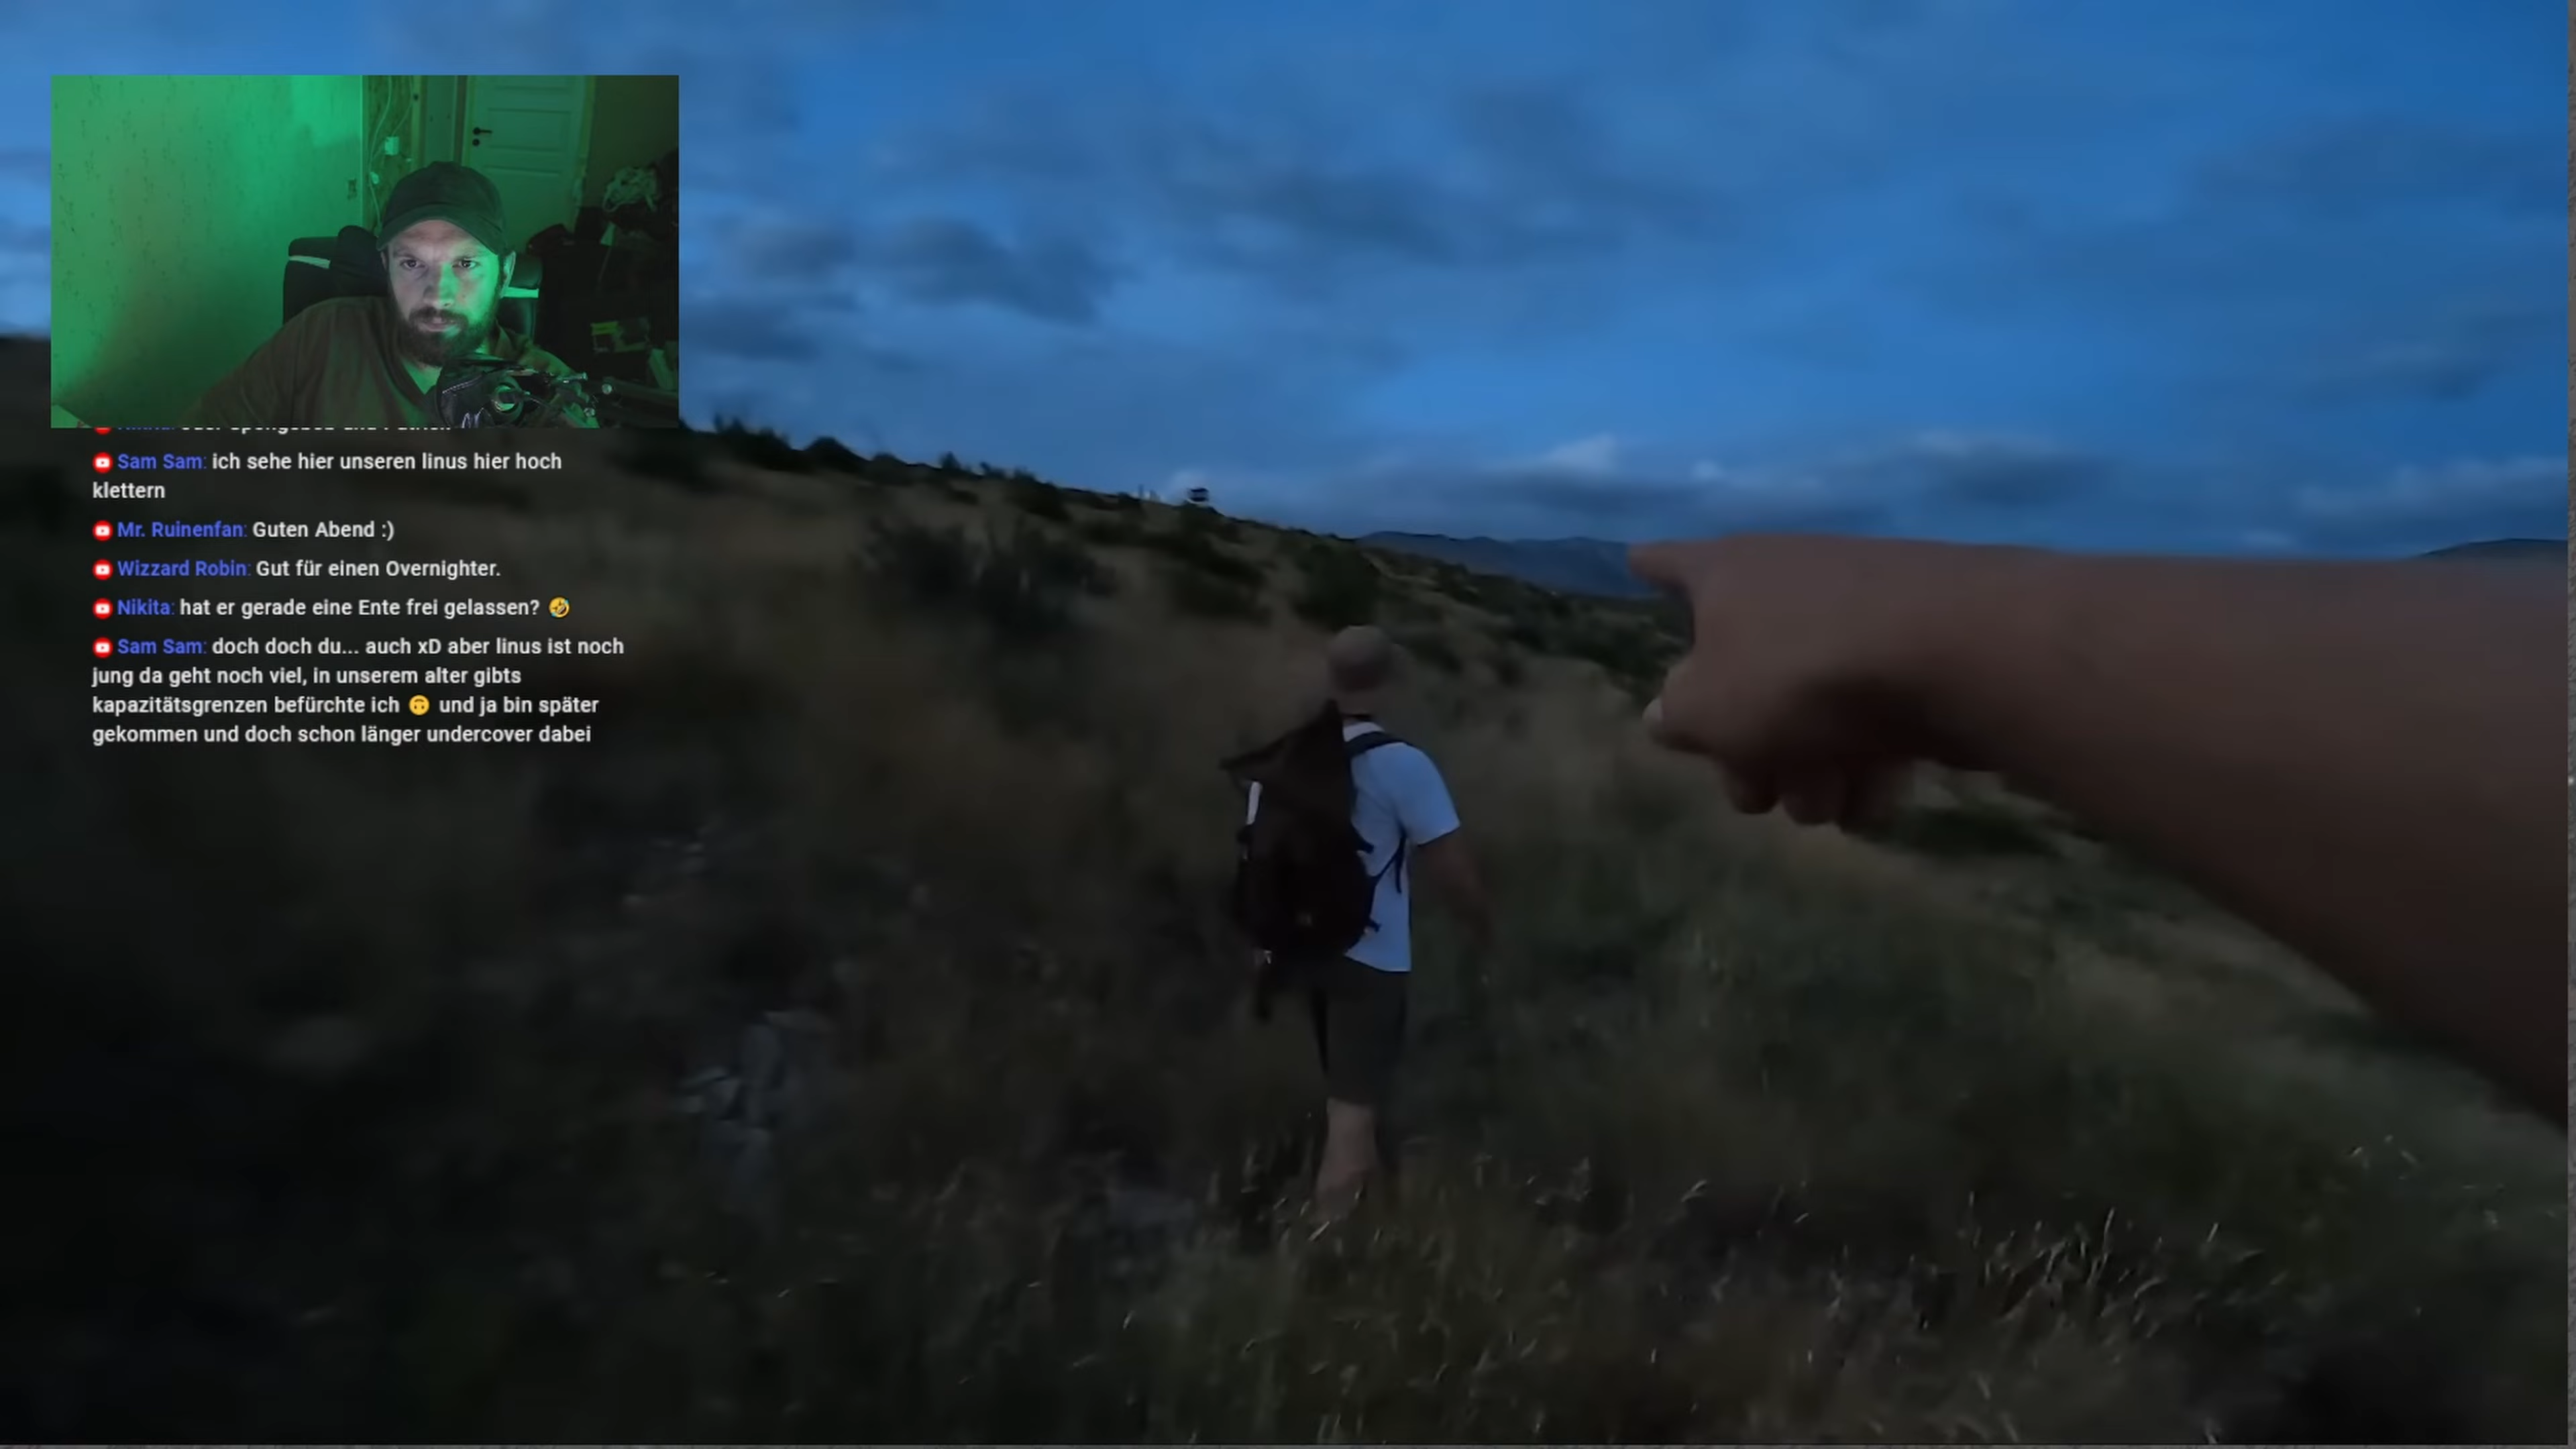 Sam Sam: ich sehe hier unseren linus hier hoch
klettern
Mr. Ruinenfan: Guten Abend :)
Wizzard Robin: Gut für einen Overnighter.
Nikita: hat er gerade eine Ente frei gelassen? 🤣
Sam Sam: doch doch du... auch xD aber linus ist noch
jung da geht noch viel, in unserem alter gibts
kapazitätsgrenzen befürchte ich 🙃 und ja bin später
gekommen und doch schon länger undercover dabei